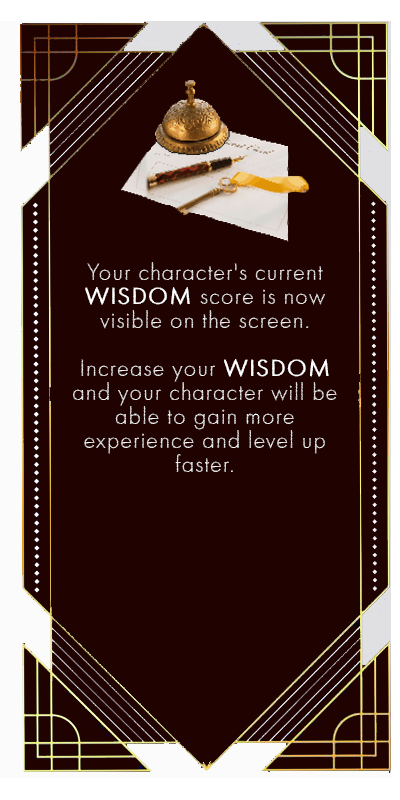 Your character's current
WISDOM score is now
visible on the screen.
Increase your WISDOM
and your character will be
able to gain more
experience and level up
faster.